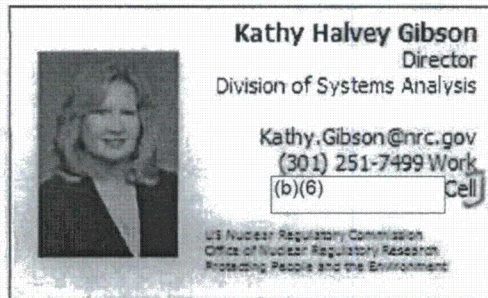 Kathy Halvey Gibson
Director
Division of Systems Analysis
Kathy.Gibson@nrc.gov
(301) 251-7499 Work
(b)(6) Cell
US Nuclear Regulatory Commission
Office of Nuclear Regulatory Research
Protecting People and the Environment